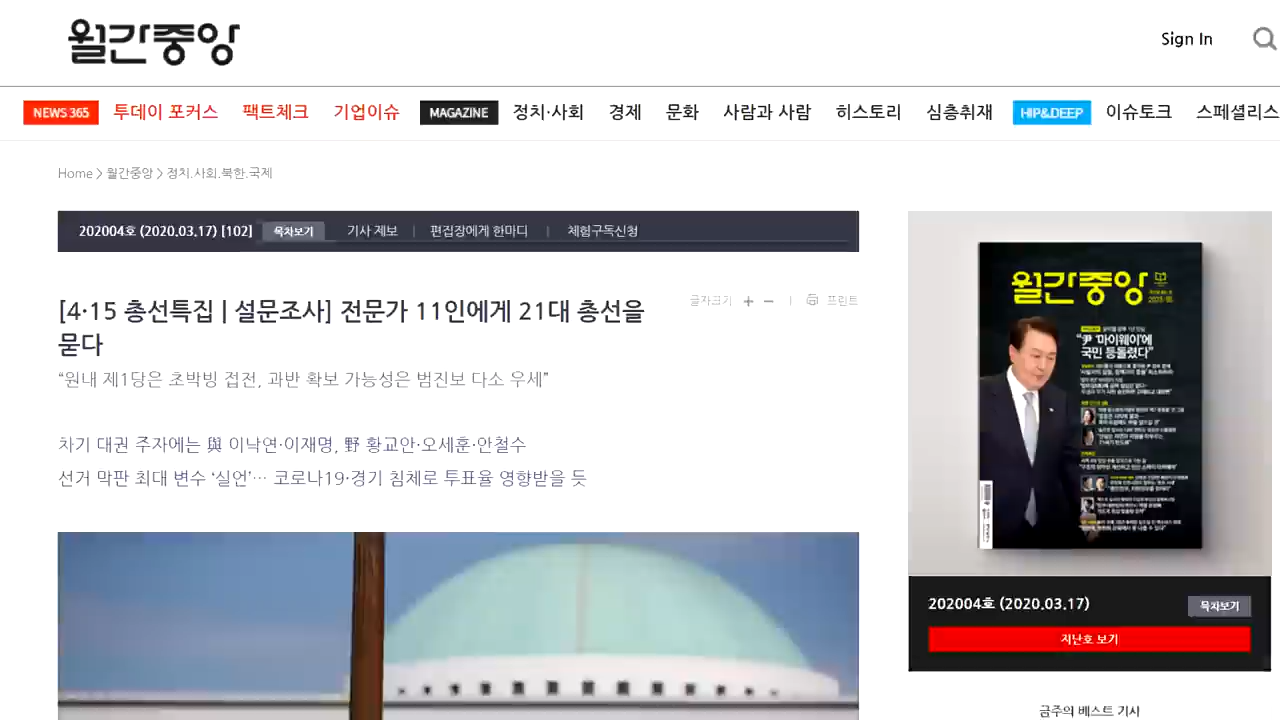 월간중앙
Sign In
NEWS 365 투데이 포커스 팩트체크 기업이슈 MAGAZINE 정치·사회 경제 문화 사람과 사람 히스토리 심층취재 HIP&DEEP 이슈토크 스페셜리스
Home > 월간중앙 > 정치.사회.북한.국제
202004호 (2020.03.17) [102] 목차보기 기사 제보 | 편집장에게 한마디 | 체험구독신청
[4·15 총선특집 | 설문조사] 전문가 11인에게 21대 총선을
묻다
글자크기 + − | 프린트
“원내 제1당은 초박빙 접전, 과반 확보 가능성은 범진보 다소 우세”
차기 대권 주자에는 與 이낙연·이재명, 野 황교안·오세훈·안철수
선거 막판 최대 변수 ‘실언’… 코로나19·경기 침체로 투표율 영향받을 듯
월간중앙
“尹 ‘마이웨이’에
국민 등돌렸다”
202004호 (2020.03.17)
목차보기
지난호 보기
금주의 베스트 기사